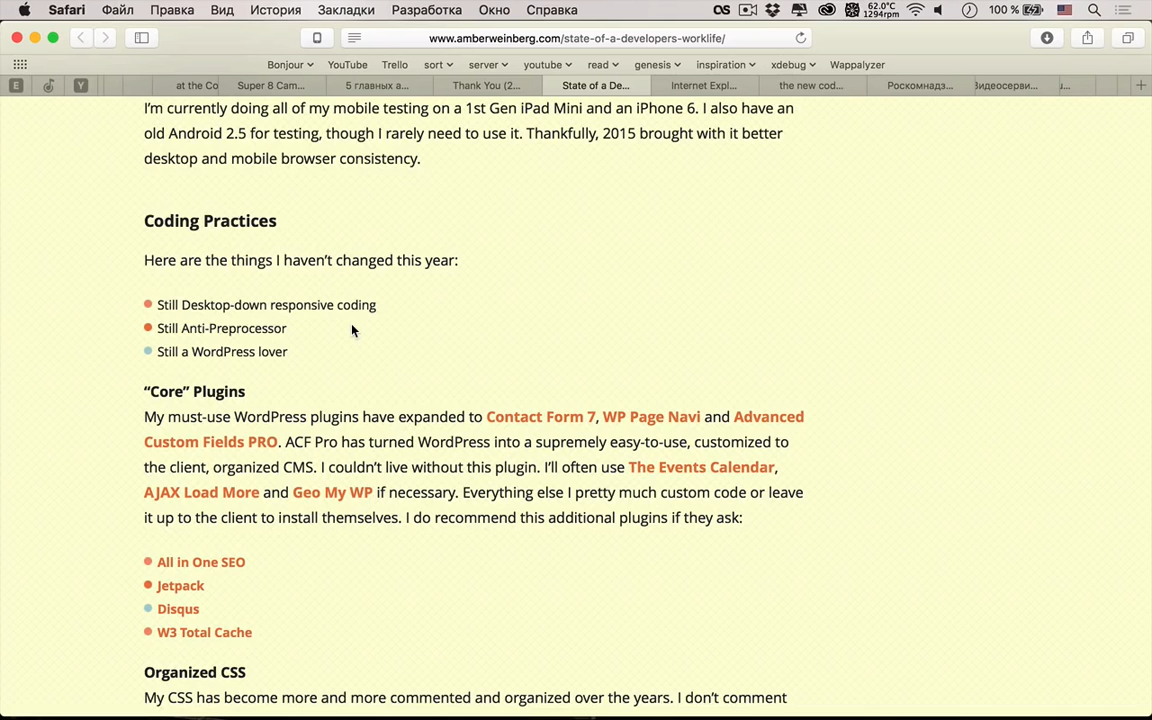 Safari Файл Правка Вид История Закладки Разработка Окно Справка 62.0°C 1294rpm 100 %
www.amberweinberg.com/state-of-a-developers-worklife/
Bonjour YouTube Trello sort server youtube read genesis inspiration xdebug Wappalyzer
E Y at the Co Super 8 Cam... 5 главных а... Thank You (2... State of a De... Internet Expl... the new cod... Роскомнадз... Видеосерви...
I’m currently doing all of my mobile testing on a 1st Gen iPad Mini and an iPhone 6. I also have an
old Android 2.5 for testing, though I rarely need to use it. Thankfully, 2015 brought with it better
desktop and mobile browser consistency.
Coding Practices
Here are the things I haven’t changed this year:
Still Desktop-down responsive coding
Still Anti-Preprocessor
Still a WordPress lover
“Core” Plugins
My must-use WordPress plugins have expanded to Contact Form 7, WP Page Navi and Advanced
Custom Fields PRO. ACF Pro has turned WordPress into a supremely easy-to-use, customized to
the client, organized CMS. I couldn’t live without this plugin. I’ll often use The Events Calendar,
AJAX Load More and Geo My WP if necessary. Everything else I pretty much custom code or leave
it up to the client to install themselves. I do recommend this additional plugins if they ask:
All in One SEO
Jetpack
Disqus
W3 Total Cache
Organized CSS
My CSS has become more and more commented and organized over the years. I don’t comment